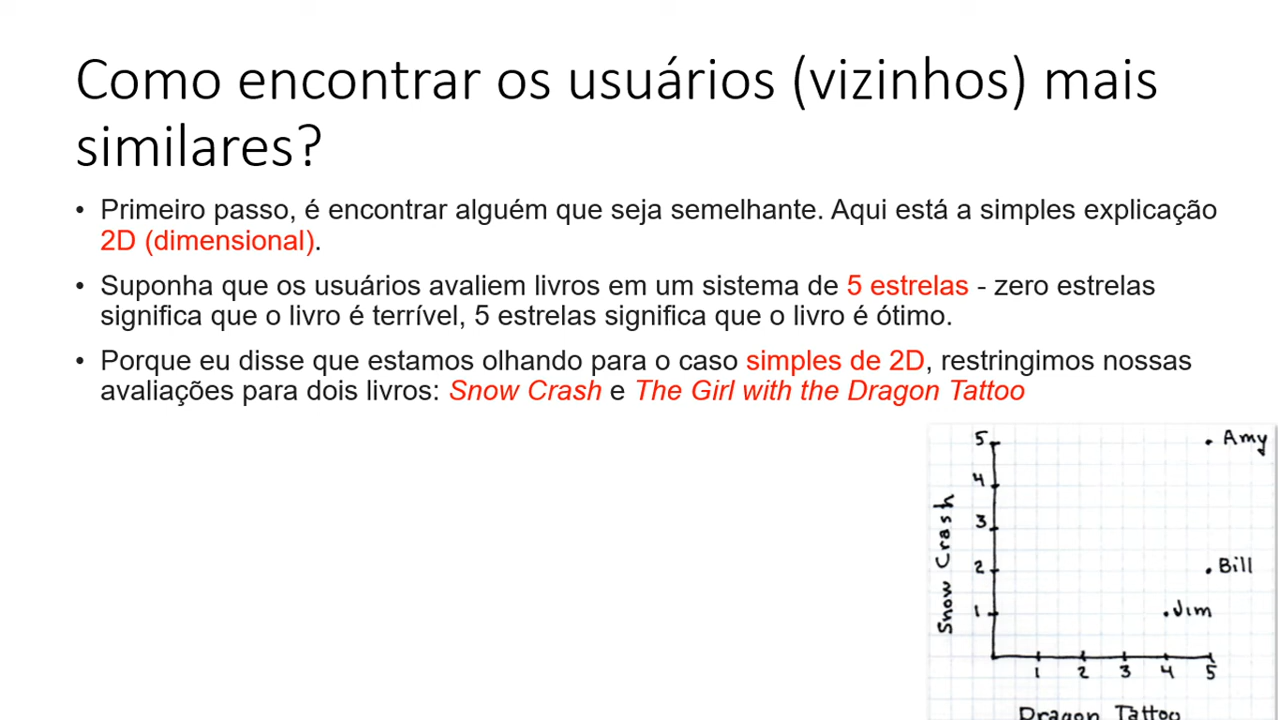 Como encontrar os usuários (vizinhos) mais
similares?
• Primeiro passo, é encontrar alguém que seja semelhante. Aqui está a simples explicação
2D (dimensional).
• Suponha que os usuários avaliem livros em um sistema de 5 estrelas - zero estrelas
significa que o livro é terrível, 5 estrelas significa que o livro é ótimo.
• Porque eu disse que estamos olhando para o caso simples de 2D, restringimos nossas
avaliações para dois livros: Snow Crash e The Girl with the Dragon Tattoo
5
Amy
4
3
2
Bill
1
Jim
Snow Crash
1 2 3 4 5
Dragon Tattoo